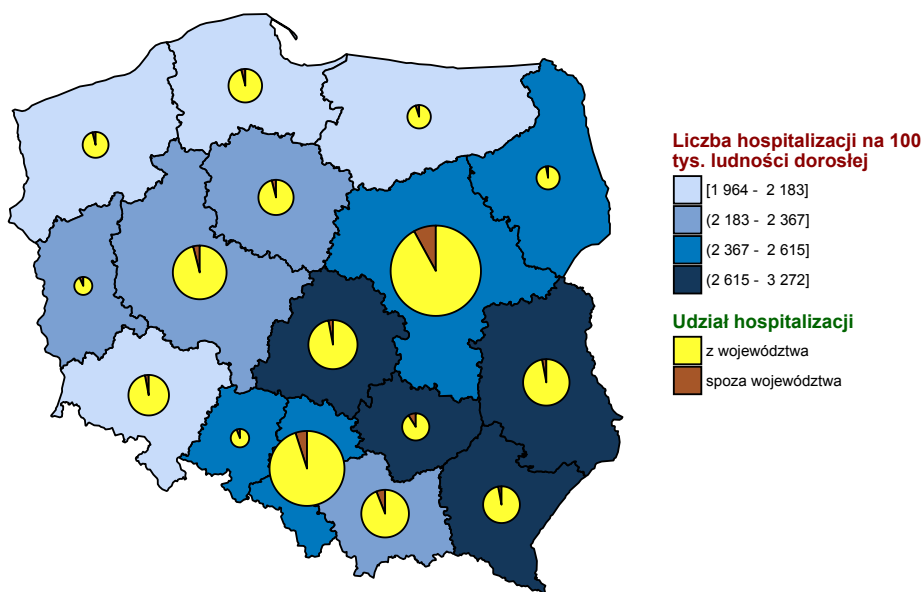 Liczba hospitalizacji na 100
tys. ludności dorosłej
[1 964 - 2 183]
(2 183 - 2 367]
(2 367 - 2 615]
(2 615 - 3 272]
Udział hospitalizacji
z województwa
spoza województwa